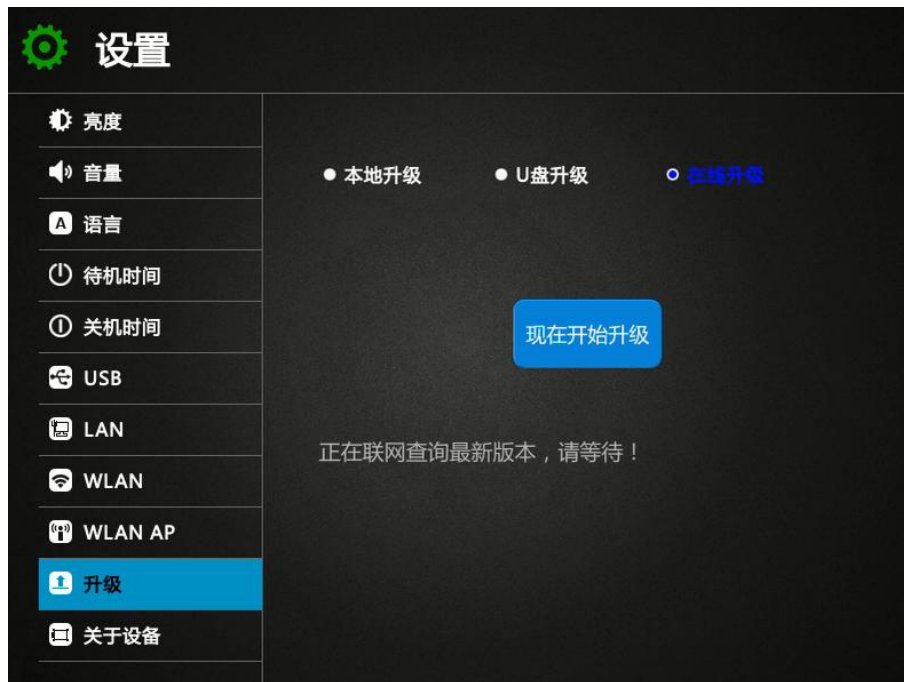 设置
亮度
音量
语言
待机时间
关机时间
USB
LAN
WLAN
WLAN AP
升级
关于设备
本地升级 U盘升级 在线升级
现在开始升级
正在联网查询最新版本，请等待！